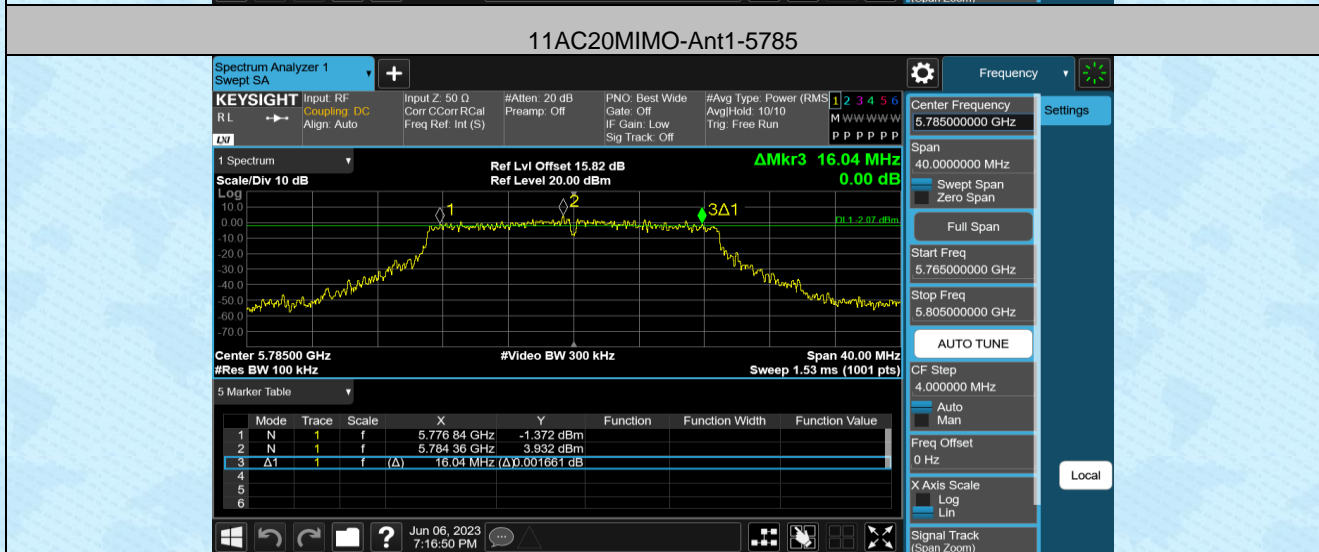 (Span Zoom)
11AC20MIMO-Ant1-5785
Spectrum Analyzer 1
Swept SA
Frequency
KEYSIGHT
R L
LXI
Input: RF
Coupling: DC
Align: Auto
Input Z: 50 Ω
Corr CCorr RCal
Freq Ref: Int (S)
#Atten: 20 dB
Preamp: Off
PNO: Best Wide
Gate: Off
IF Gain: Low
Sig Track: Off
#Avg Type: Power (RMS
Avg|Hold: 10/10
Trig: Free Run
1 2 3 4 5 6
M W W W W W
P P P P P P
1 Spectrum
Scale/Div 10 dB
Ref Lvl Offset 15.82 dB
Ref Level 20.00 dBm
ΔMkr3 16.04 MHz
0.00 dB
Log
10.0
0.00
-10.0
-20.0
-30.0
-40.0
-50.0
-60.0
-70.0
1
2
3Δ1
DL1 -2.07 dBm
Center 5.78500 GHz
#Video BW 300 kHz
Span 40.00 MHz
#Res BW 100 kHz
Sweep 1.53 ms (1001 pts)
5 Marker Table
Mode Trace Scale X Y Function Function Width Function Value
1 N 1 f 5.776 84 GHz -1.372 dBm
2 N 1 f 5.784 36 GHz 3.932 dBm
3 Δ1 1 f (Δ) 16.04 MHz (Δ)0.001661 dB
4
5
6
?
Jun 06, 2023
7:16:50 PM
Center Frequency
5.785000000 GHz
Settings
Span
40.0000000 MHz
Swept Span
Zero Span
Full Span
Start Freq
5.765000000 GHz
Stop Freq
5.805000000 GHz
AUTO TUNE
CF Step
4.000000 MHz
Auto
Man
Freq Offset
0 Hz
X Axis Scale
Log
Lin
Local
Signal Track
(Span Zoom)